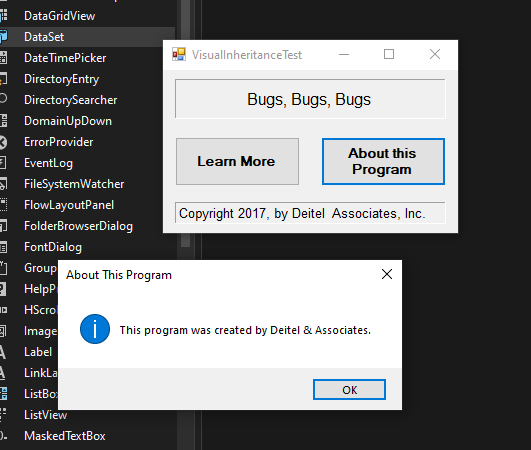 DataGridView
DataSet
DateTimePicker
DirectoryEntry
DirectorySearcher
DomainUpDown
ErrorProvider
EventLog
FileSystemWatcher
FlowLayoutPanel
FolderBrowserDialog
FontDialog
Group
HelpP
HScro
Image
Label
LinkLa
ListBo
ListView
MaskedTextBox
VisualInheritanceTest
Bugs, Bugs, Bugs
Learn More
About this
Program
Copyright 2017, by Deitel  Associates, Inc.
About This Program
This program was created by Deitel & Associates.
OK